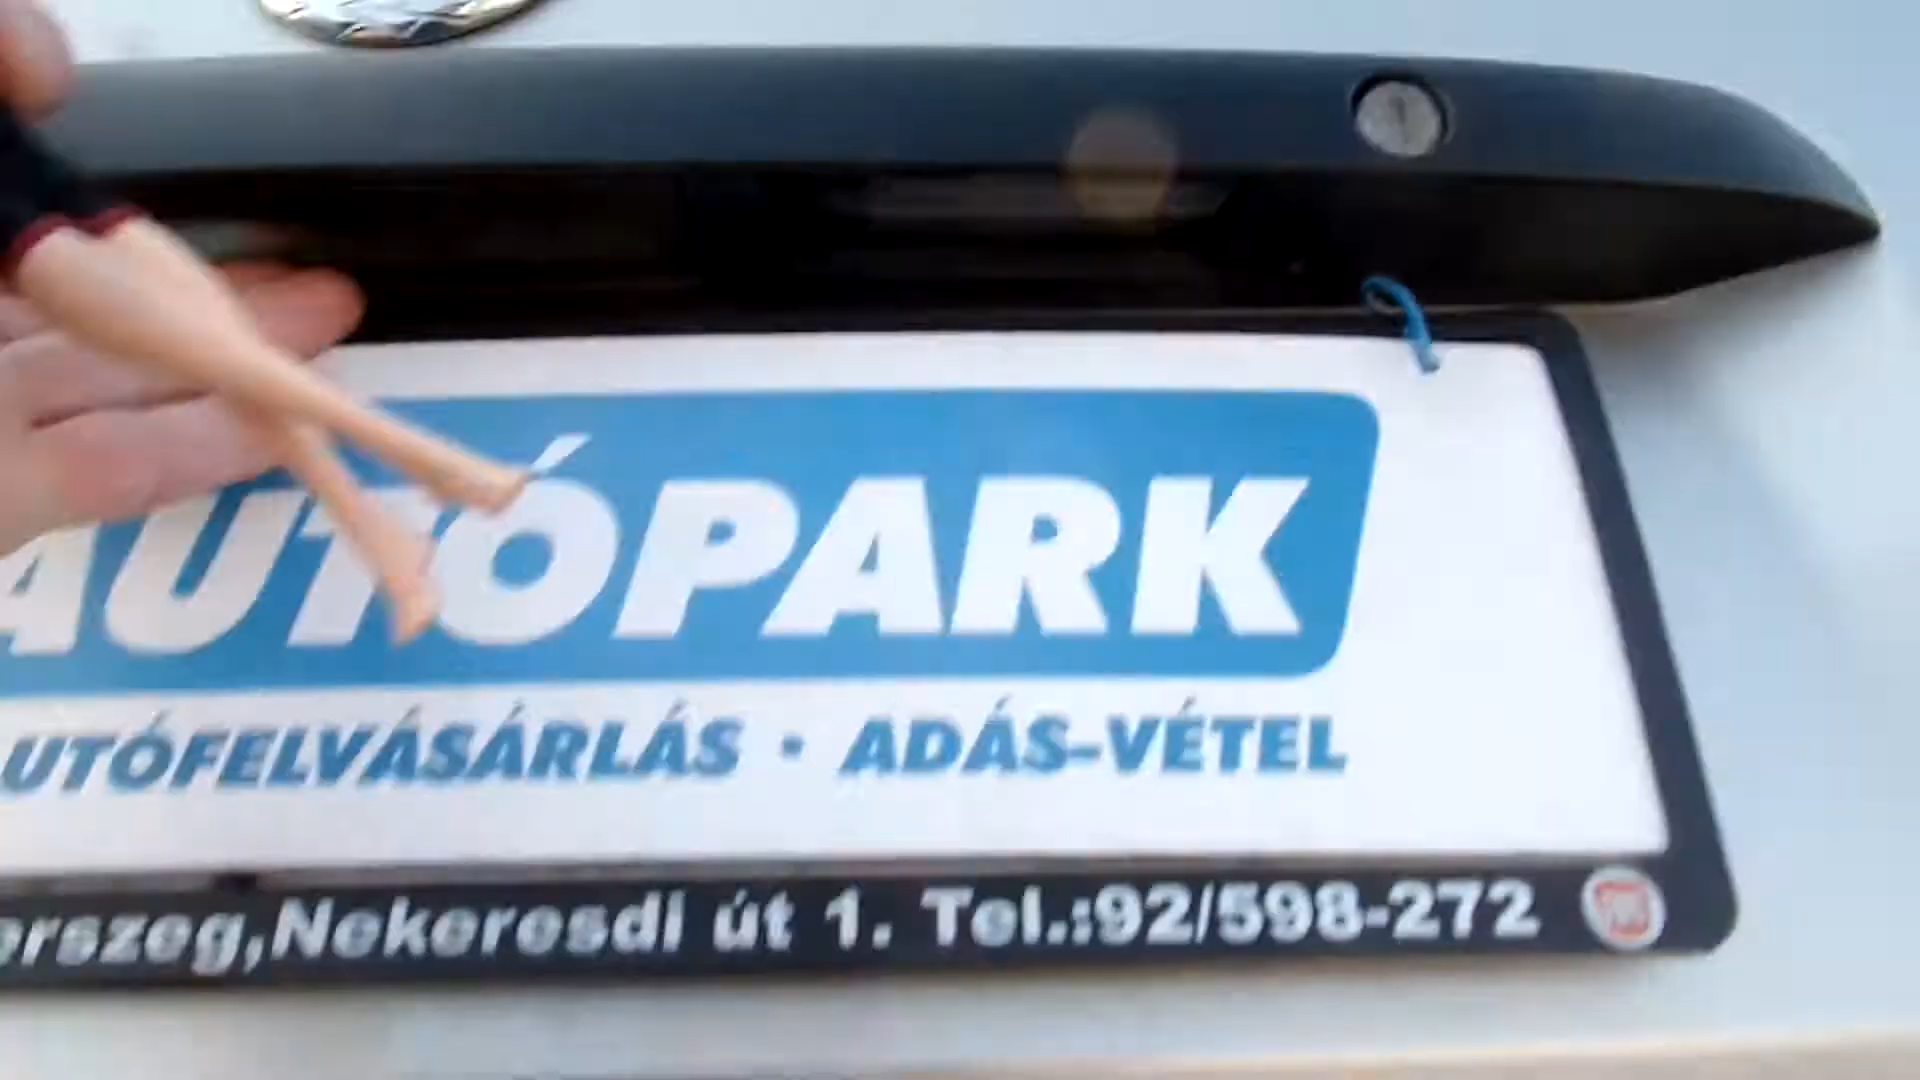 AUTÓPARK
UTÓFELVÁSÁRLÁS • ADÁS-VÉTEL
erszeg,Nekeresdi út 1. Tel.:92/598-272